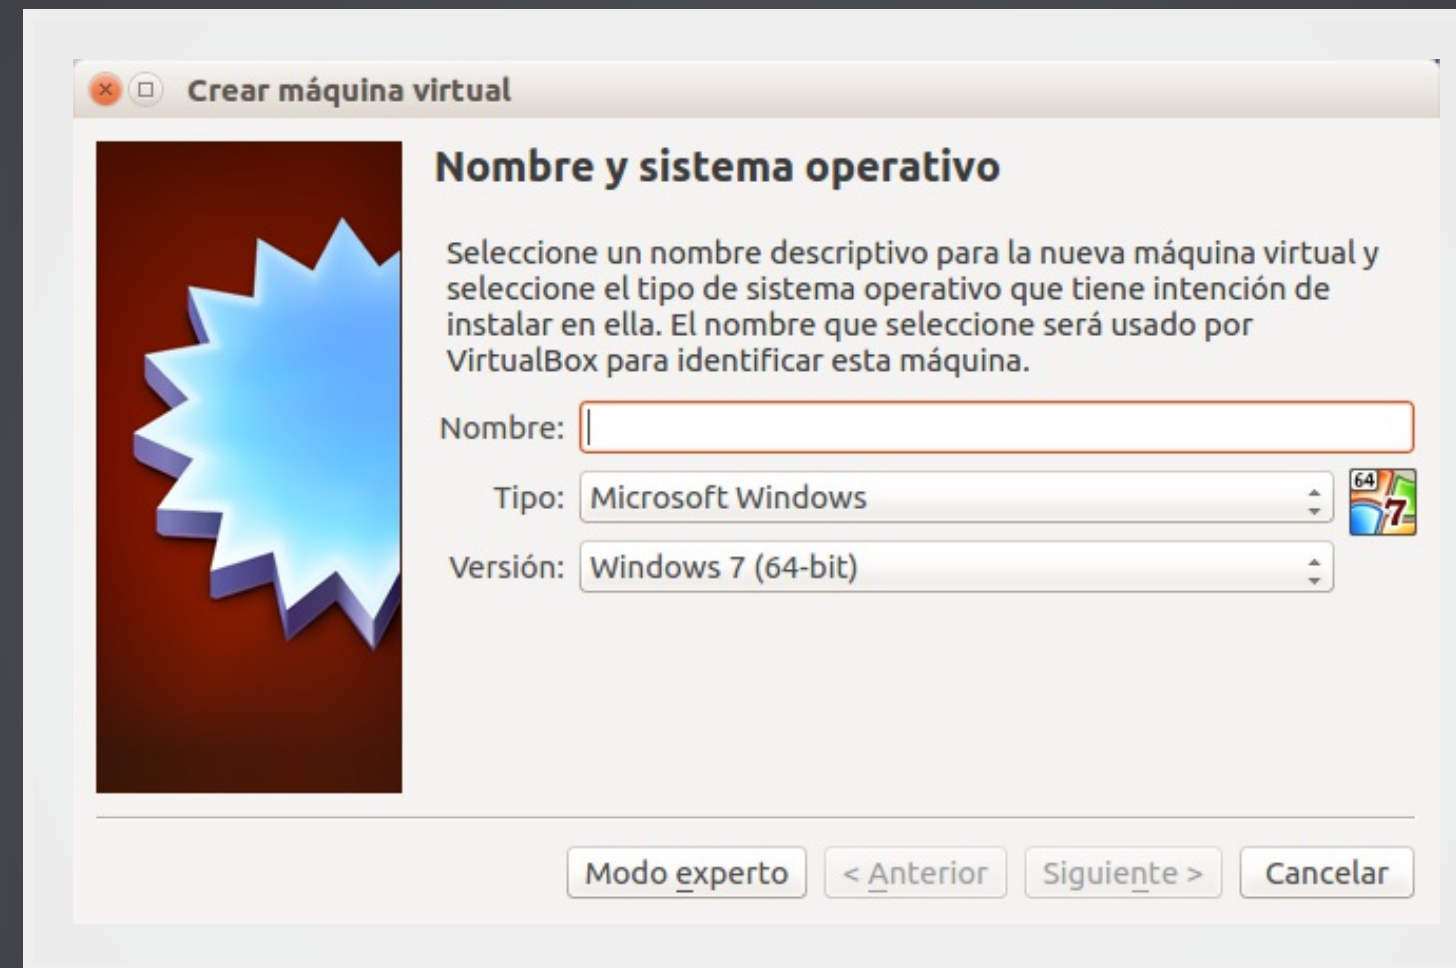 Crear máquina virtual
Nombre y sistema operativo
Seleccione un nombre descriptivo para la nueva máquina virtual y
seleccione el tipo de sistema operativo que tiene intención de
instalar en ella. El nombre que seleccione será usado por
VirtualBox para identificar esta máquina.
Nombre:
Tipo: Microsoft Windows
64
7
Versión: Windows 7 (64-bit)
Modo experto < Anterior Siguiente > Cancelar